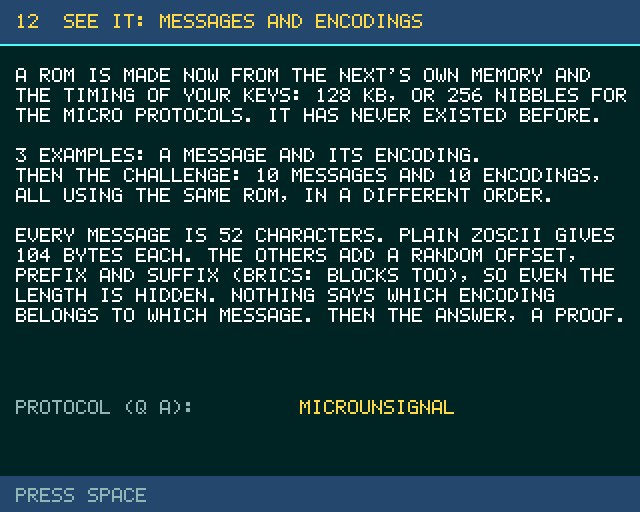 12  SEE IT: MESSAGES AND ENCODINGS
A ROM IS MADE NOW FROM THE NEXT'S OWN MEMORY AND
THE TIMING OF YOUR KEYS: 128 KB, OR 256 NIBBLES FOR
THE MICRO PROTOCOLS. IT HAS NEVER EXISTED BEFORE.
3 EXAMPLES: A MESSAGE AND ITS ENCODING.
THEN THE CHALLENGE: 10 MESSAGES AND 10 ENCODINGS,
ALL USING THE SAME ROM, IN A DIFFERENT ORDER.
EVERY MESSAGE IS 52 CHARACTERS. PLAIN ZOSCII GIVES
104 BYTES EACH. THE OTHERS ADD A RANDOM OFFSET,
PREFIX AND SUFFIX (BRICS: BLOCKS TOO), SO EVEN THE
LENGTH IS HIDDEN. NOTHING SAYS WHICH ENCODING
BELONGS TO WHICH MESSAGE. THEN THE ANSWER, A PROOF.
PROTOCOL (Q A): MICROUNSIGNAL
PRESS SPACE